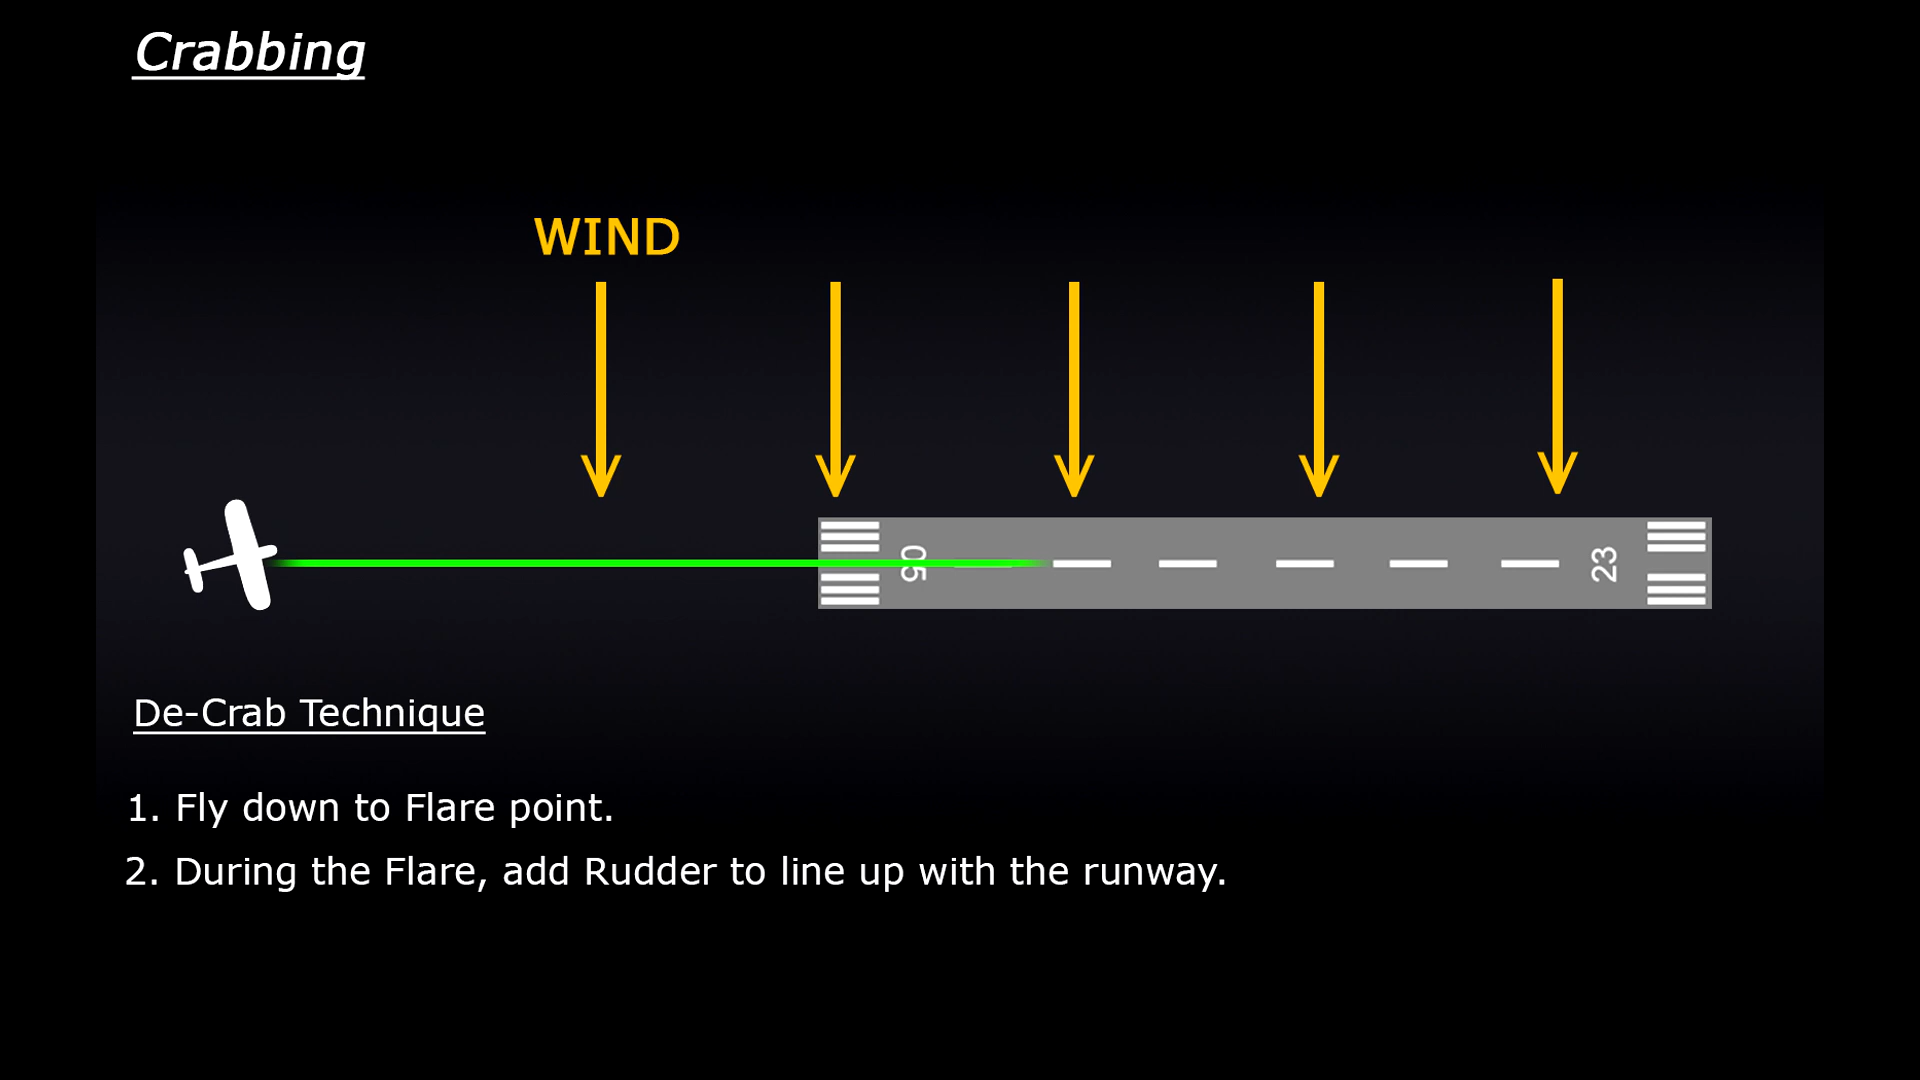 Crabbing
WIND
05
23
De-Crab Technique
1. Fly down to Flare point.
2. During the Flare, add Rudder to line up with the runway.